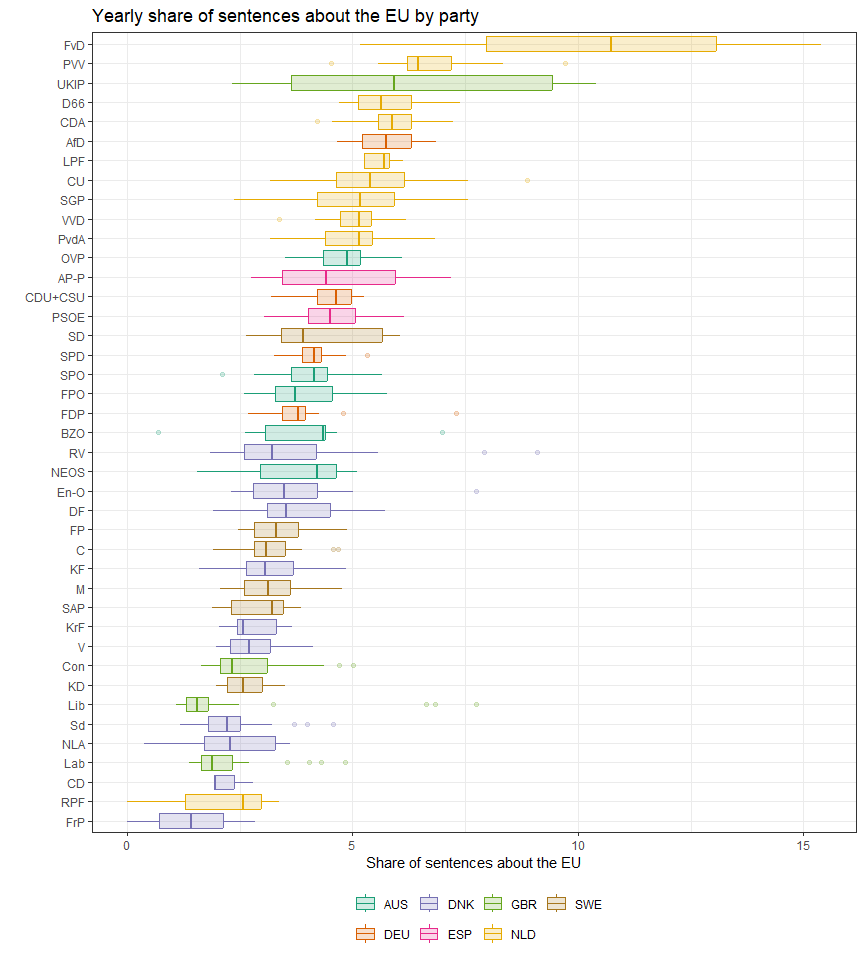 Yearly share of sentences about the EU by party
FvD
PVV
UKIP
D66
CDA
AfD
LPF
CU
SGP
VVD
PvdA
OVP
AP-P
CDU+CSU
PSOE
SD
SPD
SPO
FPO
FDP
BZO
RV
NEOS
En-O
DF
FP
C
KF
M
SAP
KrF
V
Con
KD
Lib
Sd
NLA
Lab
CD
RPF
FrP
0 5 10 15
Share of sentences about the EU
AUS DNK GBR SWE
DEU ESP NLD